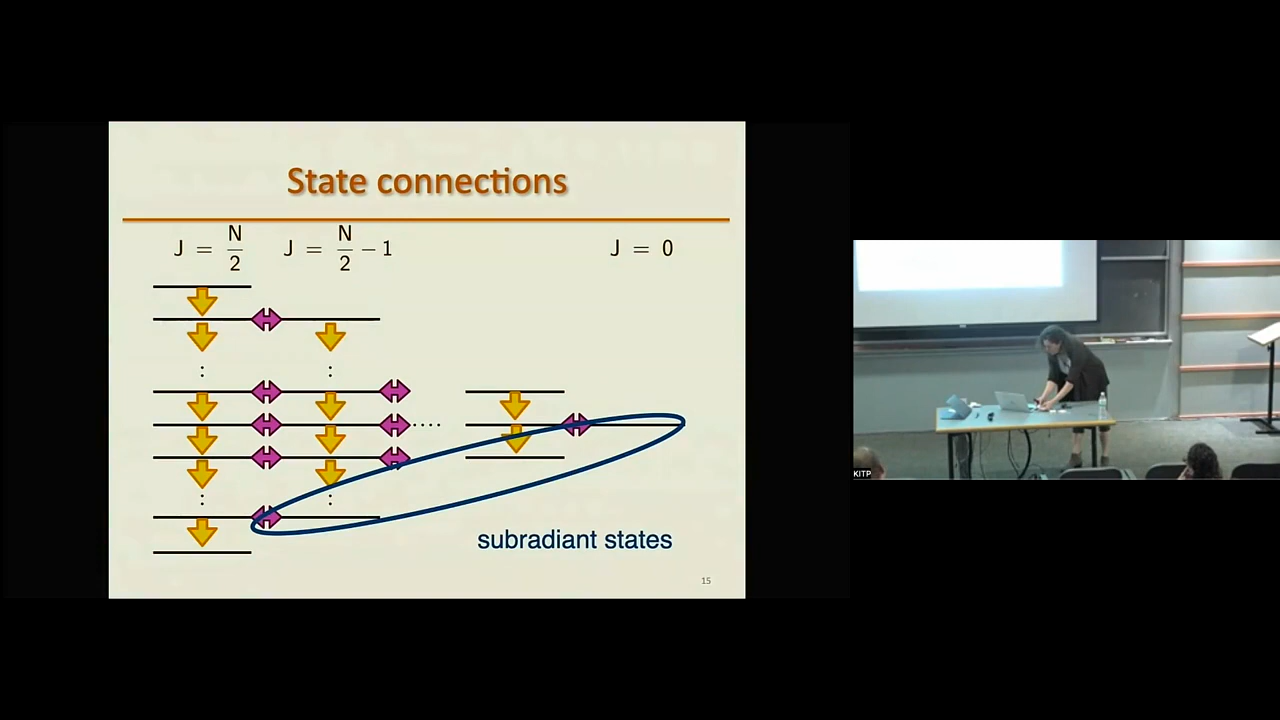 State connections
J = N/2 J = N/2 − 1 J = 0
:
:
....
:
:
subradiant states
15
KITP